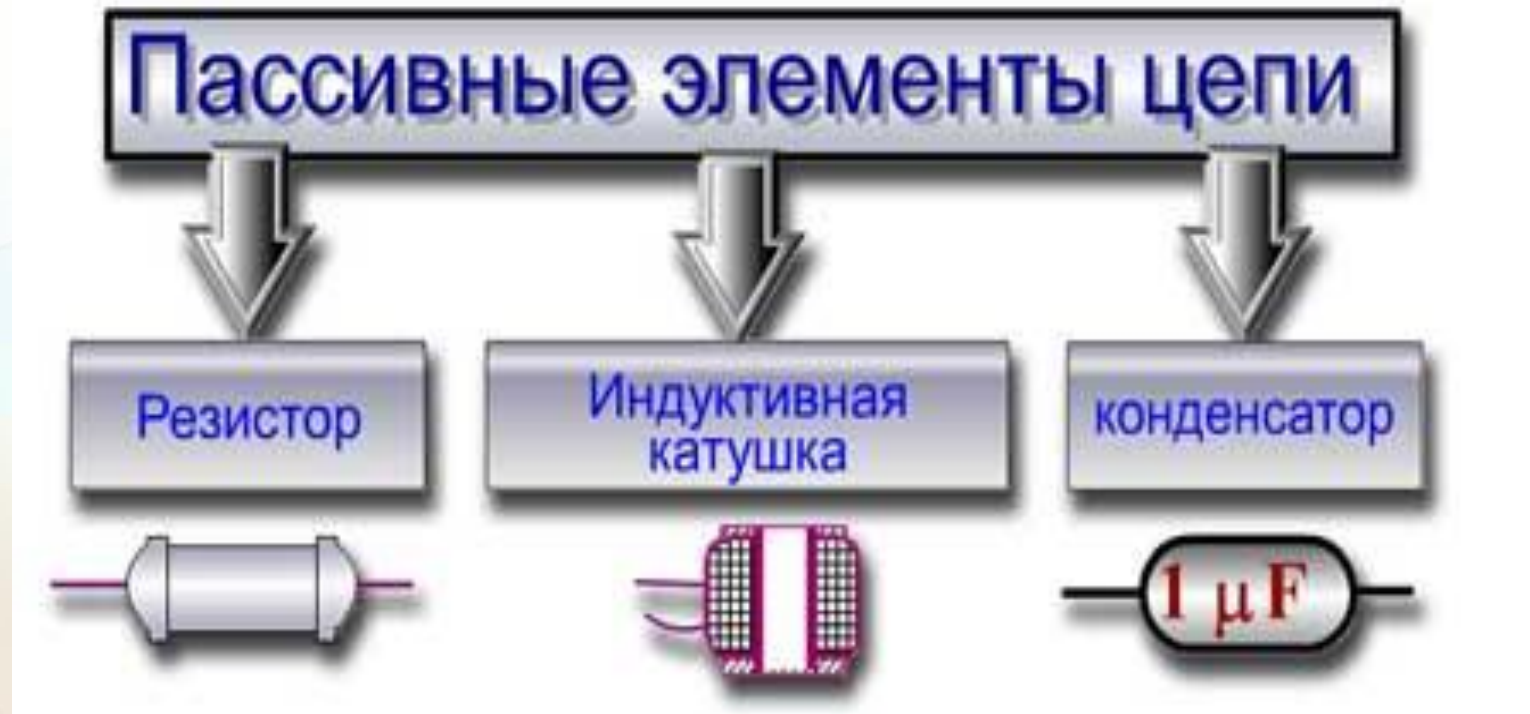 Пассивные элементы цепи
Резистор
Индуктивная
катушка
конденсатор
1 μF